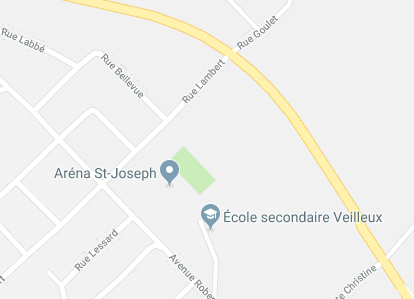 Rue Labbé
Rue Goulet
Rue Bellevue
Rue Lambert
Aréna St-Joseph
École secondaire Veilleux
Rue Lessard
Avenue Rober
Christine